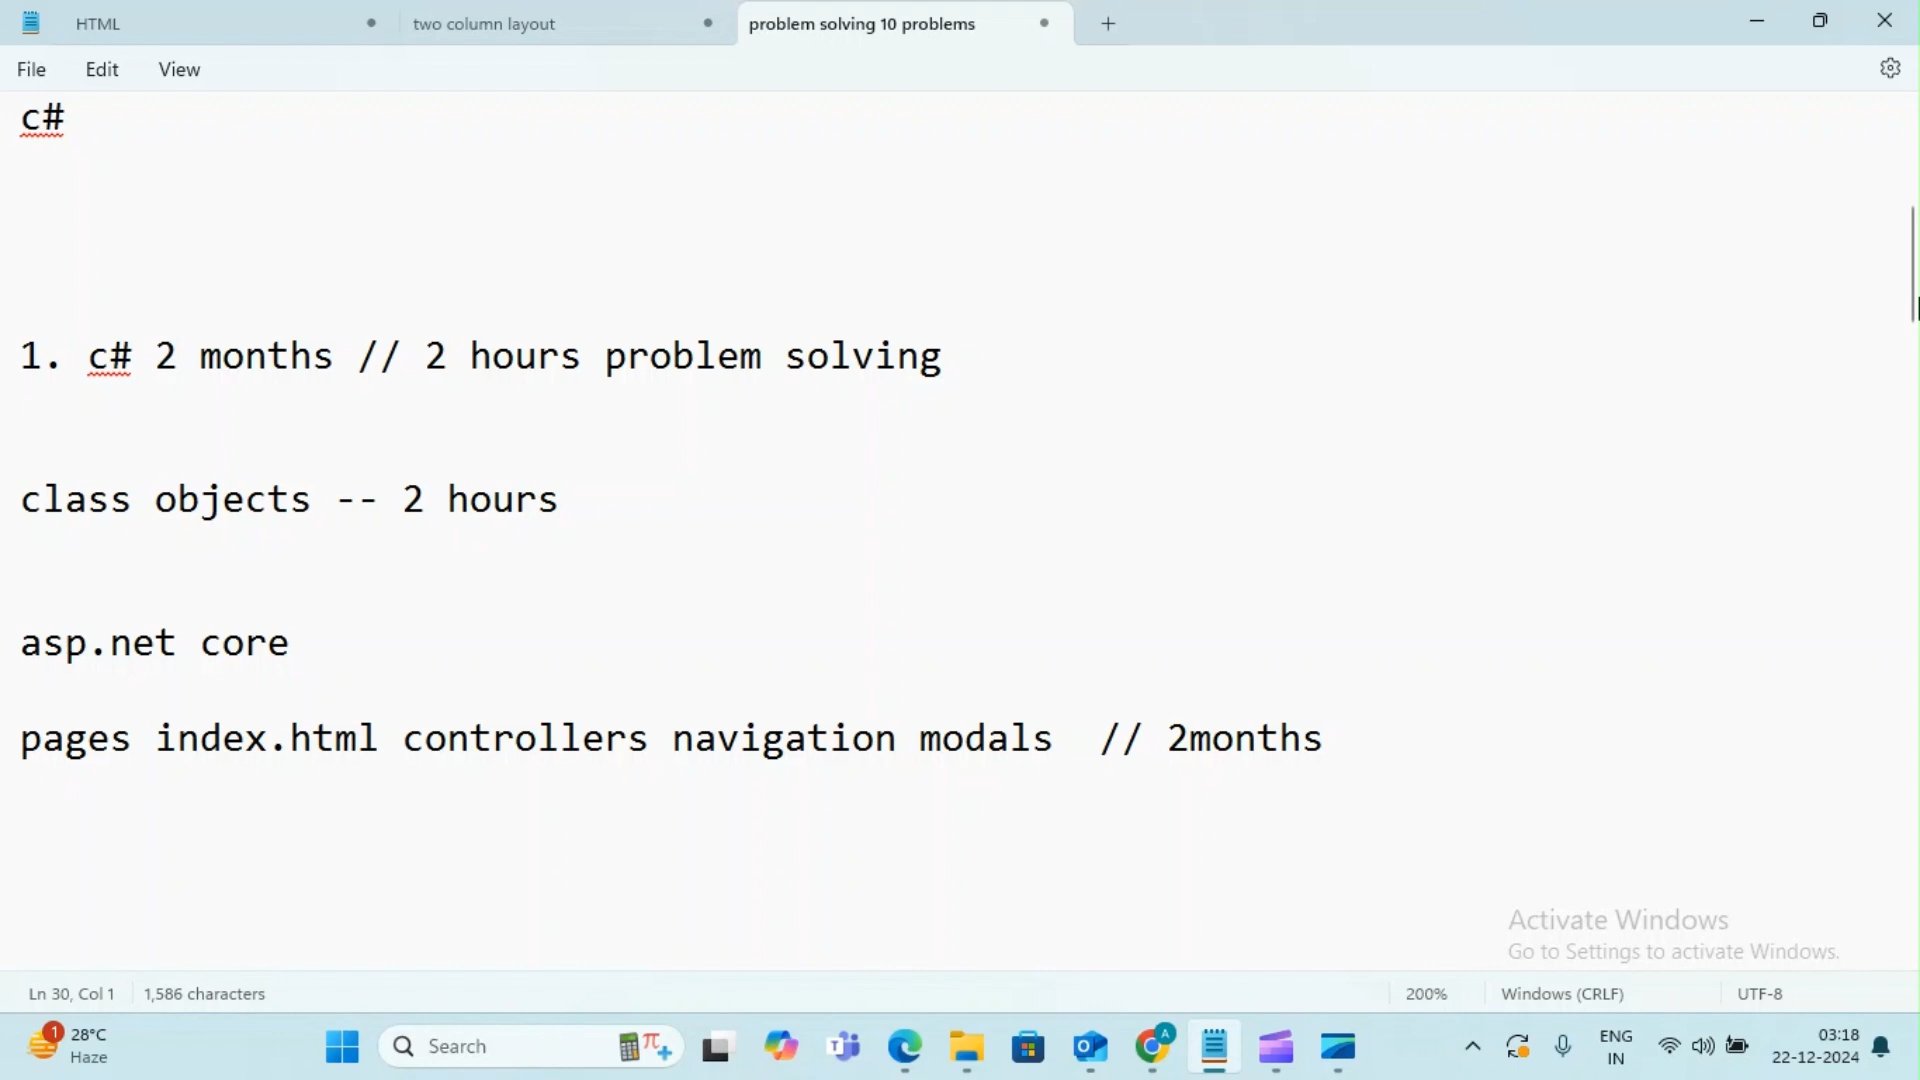 HTML
two column layout
problem solving 10 problems
File Edit View
c#
1. c# 2 months // 2 hours problem solving
class objects -- 2 hours
asp.net core
pages index.html controllers navigation modals // 2months
Activate Windows
Go to Settings to activate Windows.
Ln 30, Col 1 1,586 characters 200% Windows (CRLF) UTF-8
1 28°C
Haze
Search
A
ENG
IN
03:18
22-12-2024